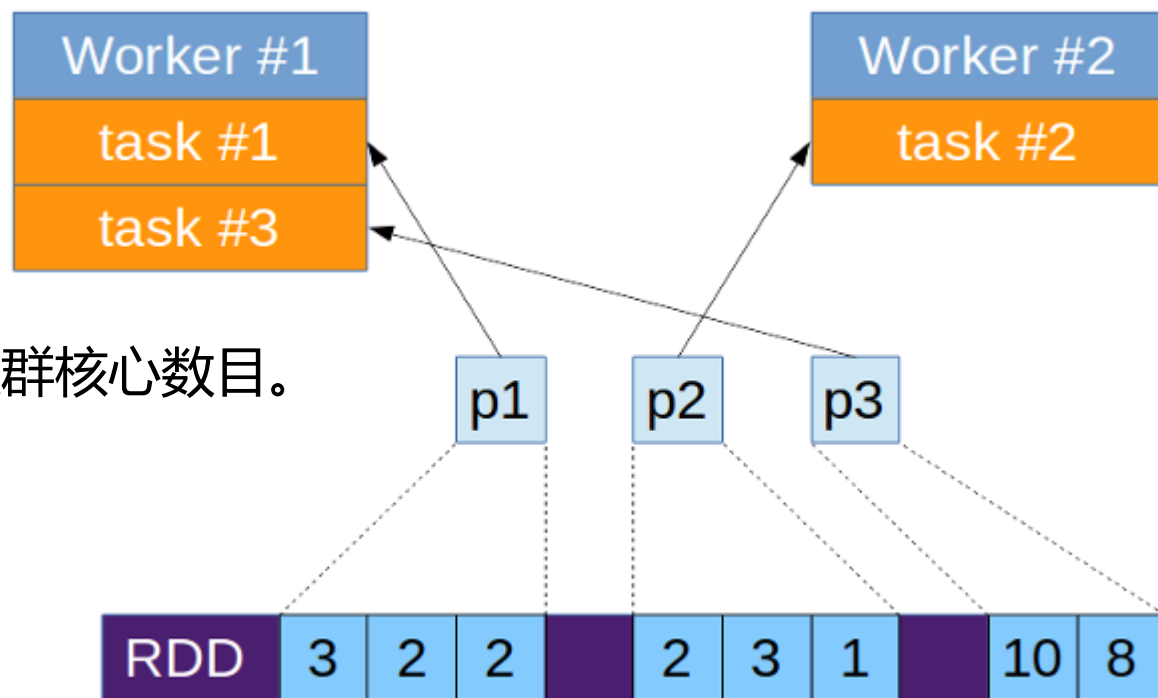 Worker #1
task #1
task #3
Worker #2
task #2
群核心数目。
p1 p2 p3
RDD 3 2 2 2 3 1 10 8